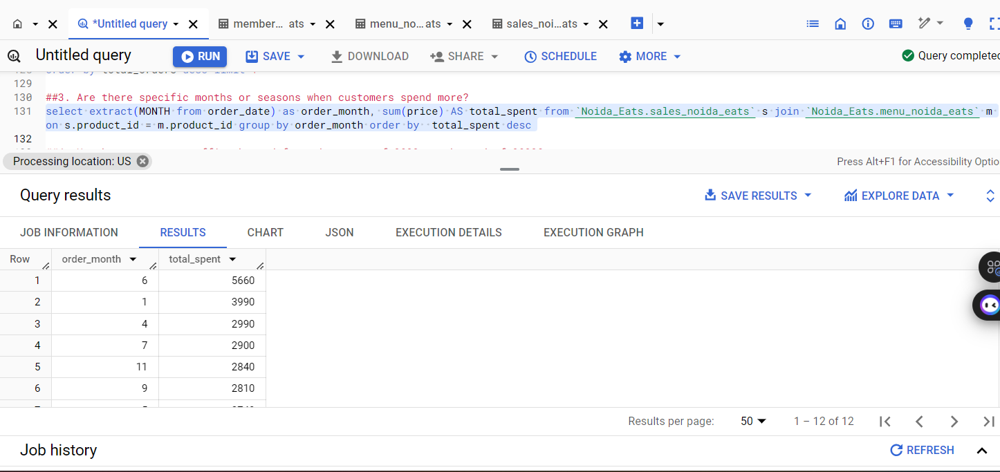 *Untitled query
member... ats
menu_no...ats
sales_noi...ats
Untitled query
RUN
SAVE
DOWNLOAD
SHARE
SCHEDULE
MORE
Query completed
129
130 ##3. Are there specific months or seasons when customers spend more?
131 select extract(MONTH from order_date) as order_month, sum(price) AS total_spent from `Noida_Eats.sales_noida_eats` s join `Noida_Eats.menu_noida_eats` m
on s.product_id = m.product_id group by order_month order by  total_spent desc
132
Processing location: US
Press Alt+F1 for Accessibility Optio
Query results
SAVE RESULTS
EXPLORE DATA
JOB INFORMATION
RESULTS
CHART
JSON
EXECUTION DETAILS
EXECUTION GRAPH
Row order_month total_spent
1 6 5660
2 1 3990
3 4 2990
4 7 2900
5 11 2840
6 9 2810
Results per page: 50 1 – 12 of 12
Job history
REFRESH